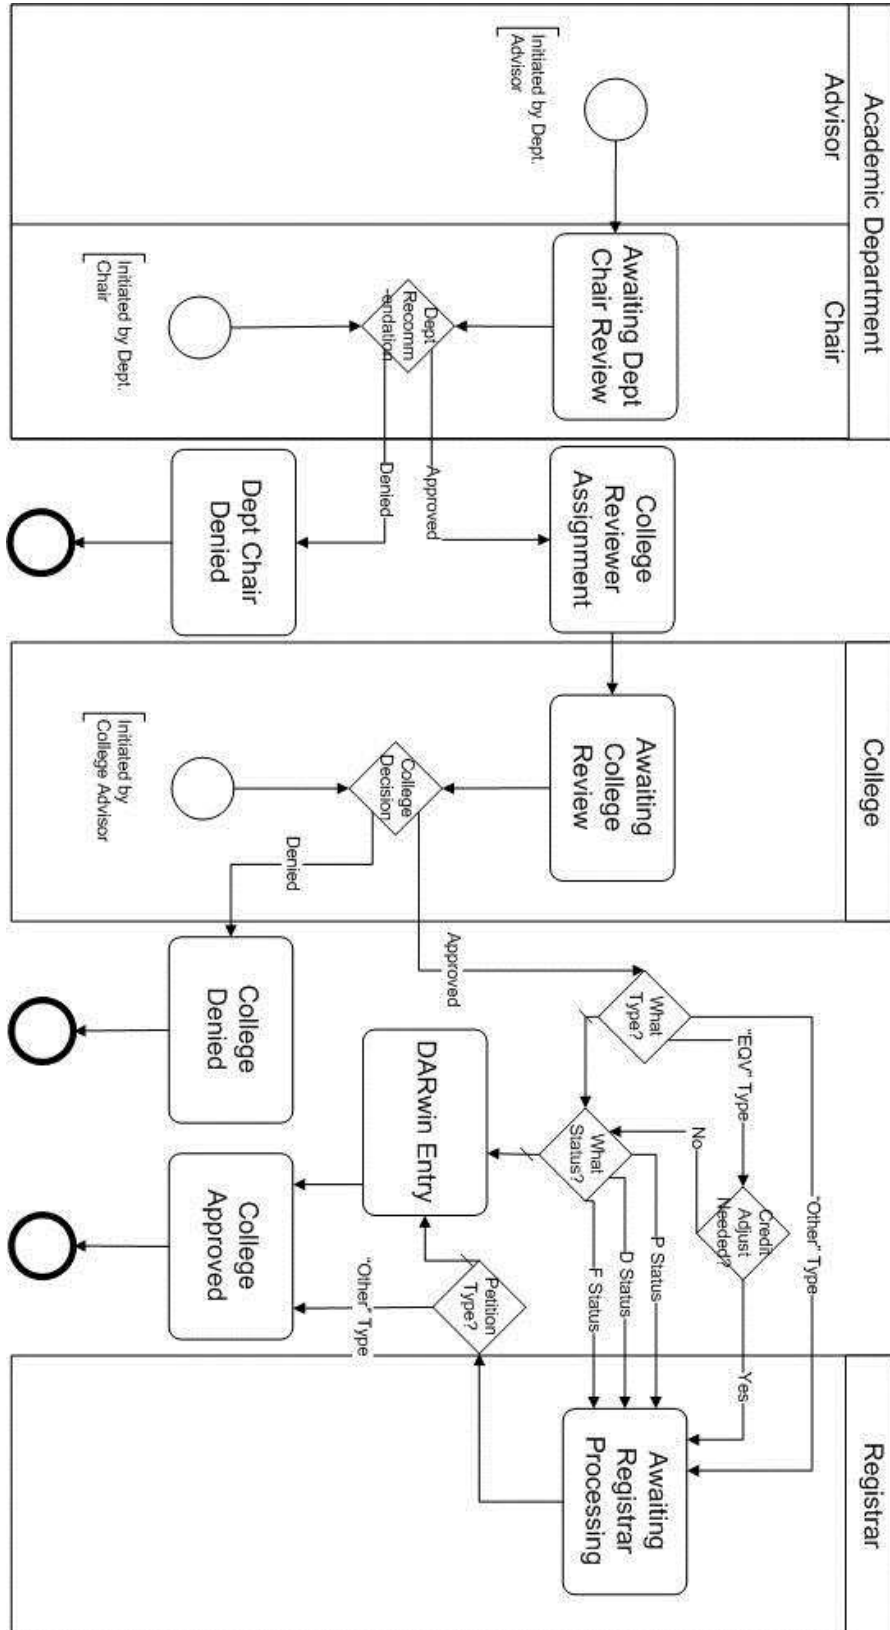 Academic Department
Advisor
Initiated by Dept.
Advisor
Chair
Awaiting Dept
Chair Review
Dept
Recomm
-endation
Initiated by Dept.
Chair
Approved
Denied
College
Reviewer
Assignment
Dept Chair
Denied
College
Awaiting
College
Review
College
Decision
Initiated by
College Advisor
Denied
Approved
College
Denied
What
Type?
"EQV" Type
"Other" Type
What
Status?
No
Credit
Adjust
Needed?
Yes
P Status
D Status
F Status
DARwin Entry
College
Approved
Petition
Type?
"Other" Type
Registrar
Awaiting
Registrar
Processing